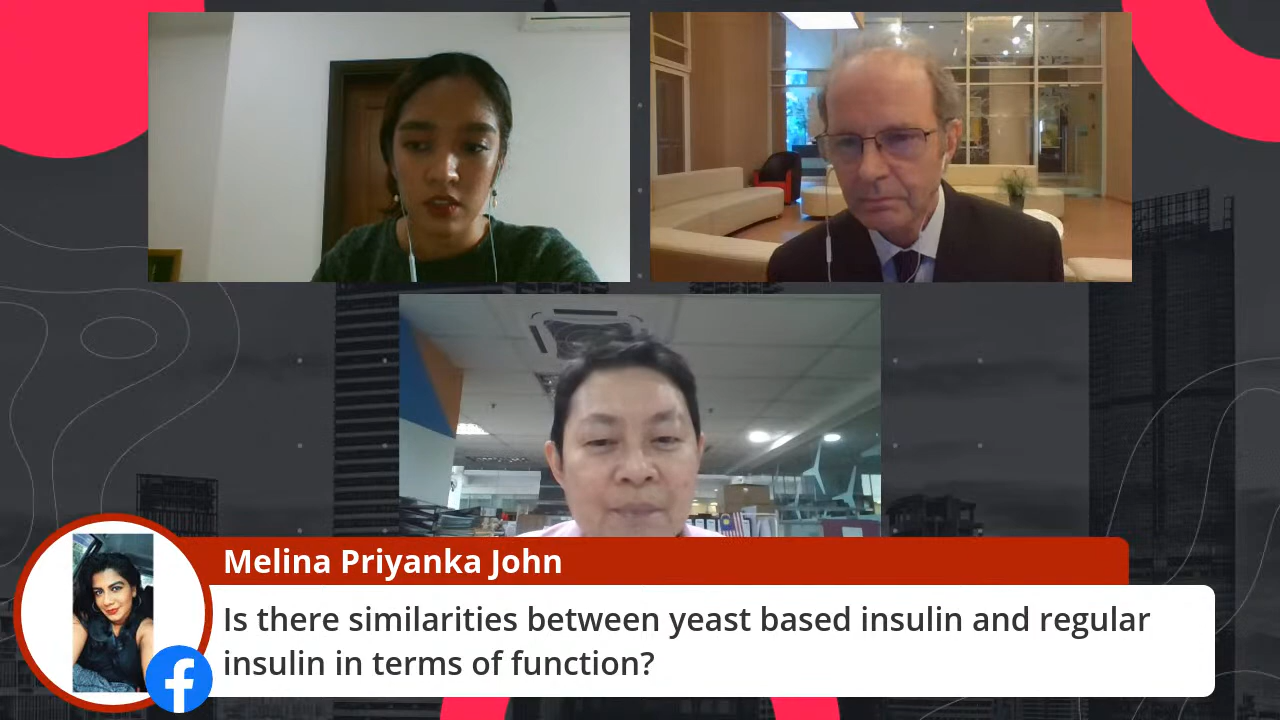 Melina Priyanka John
Is there similarities between yeast based insulin and regular
insulin in terms of function?